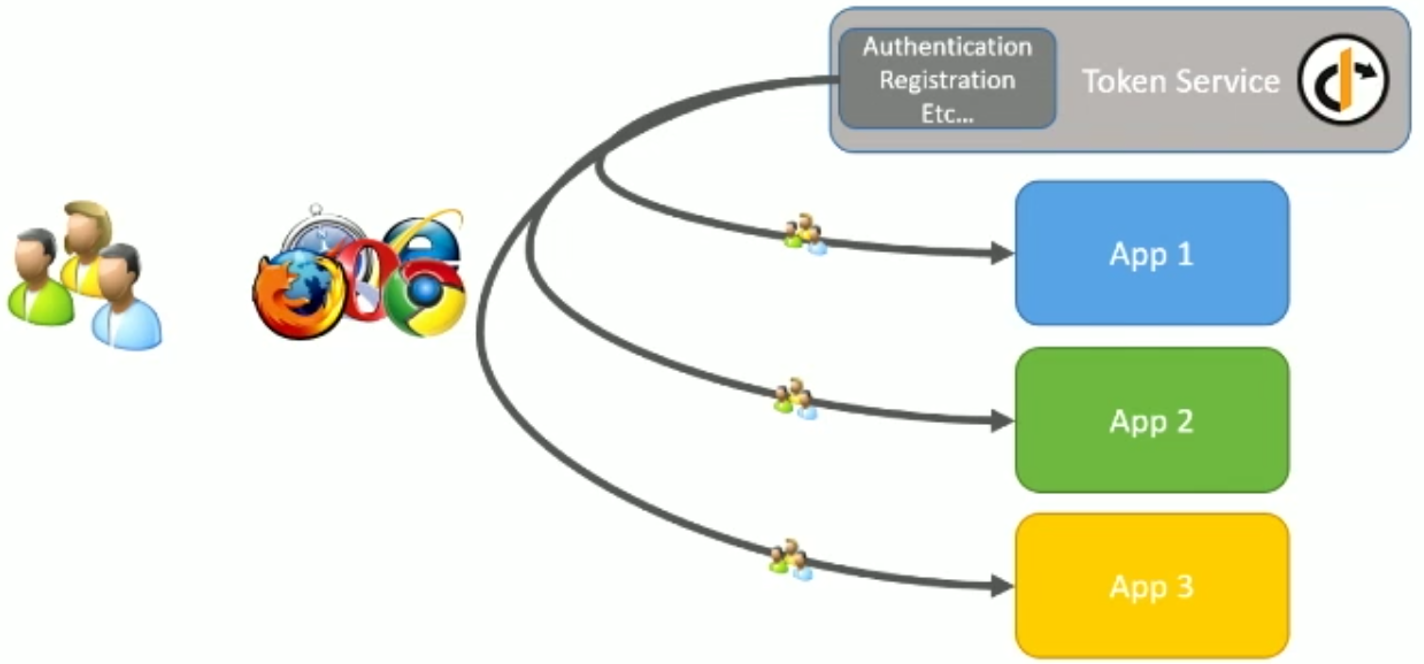 Authentication
Registration
Etc...
Token Service
App 1
App 2
App 3